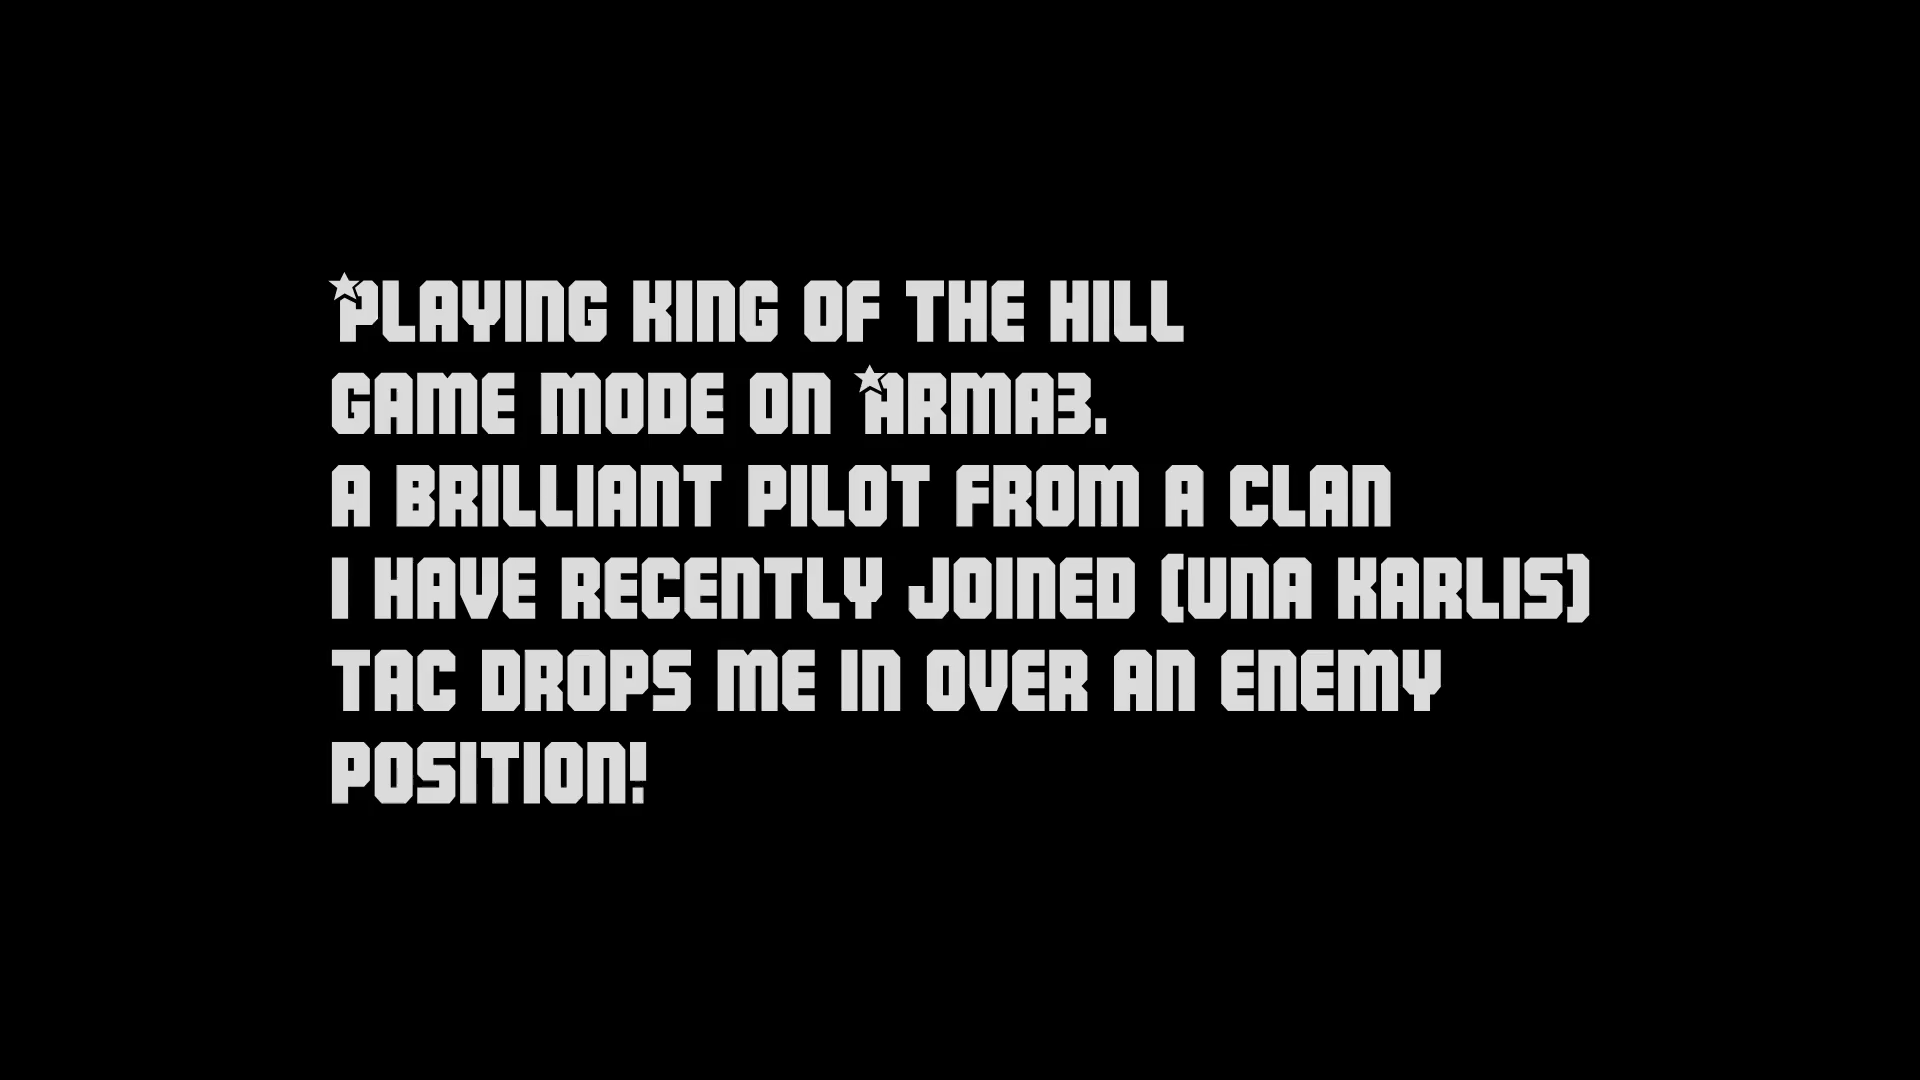 PLAYING KING OF THE HILL
GAME MODE ON ARMA3.
A BRILLIANT PILOT FROM A CLAN
I HAVE RECENTLY JOINED (UNA KARLIS)
TAC DROPS ME IN OVER AN ENEMY
POSITION!